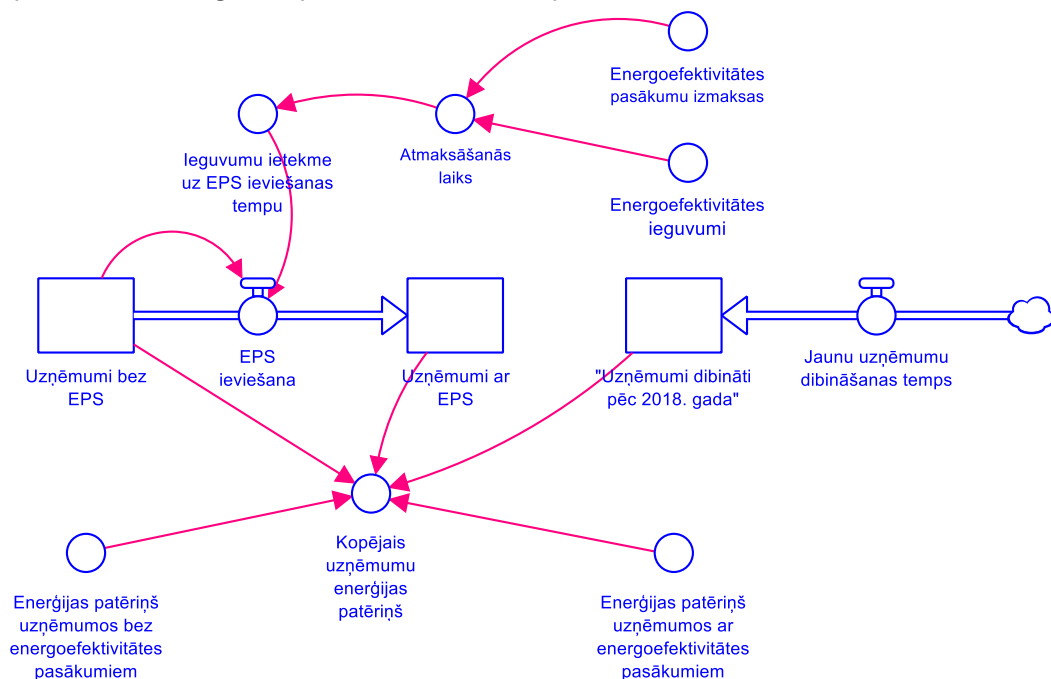 Energoefektivitātes
pasākumu izmaksas
Ieguvumu ietekme
uz EPS ieviešanas
tempu
Atmaksāšanās
laiks
Energoefektivitātes
ieguvumi
Uzņēmumi bez
EPS
EPS
ieviešana
Uzņēmumi ar
EPS
"Uzņēmumi dibināti
pēc 2018. gada"
Jaunu uzņēmumu
dibināšanas temps
Kopējais
uzņēmumu
enerģijas
patēriņš
Enerģijas patēriņš
uzņēmumos bez
energoefektivitātes
pasākumiem
Enerģijas patēriņš
uzņēmumos ar
energoefektivitātes
pasākumiem